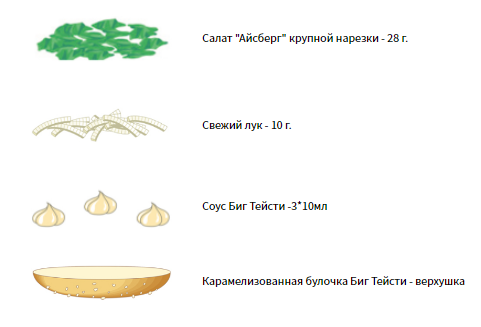 Салат "Айсберг" крупной нарезки - 28 г.
Свежий лук - 10 г.
Соус Биг Тейсти -3*10мл
Карамелизованная булочка Биг Тейсти - верхушка